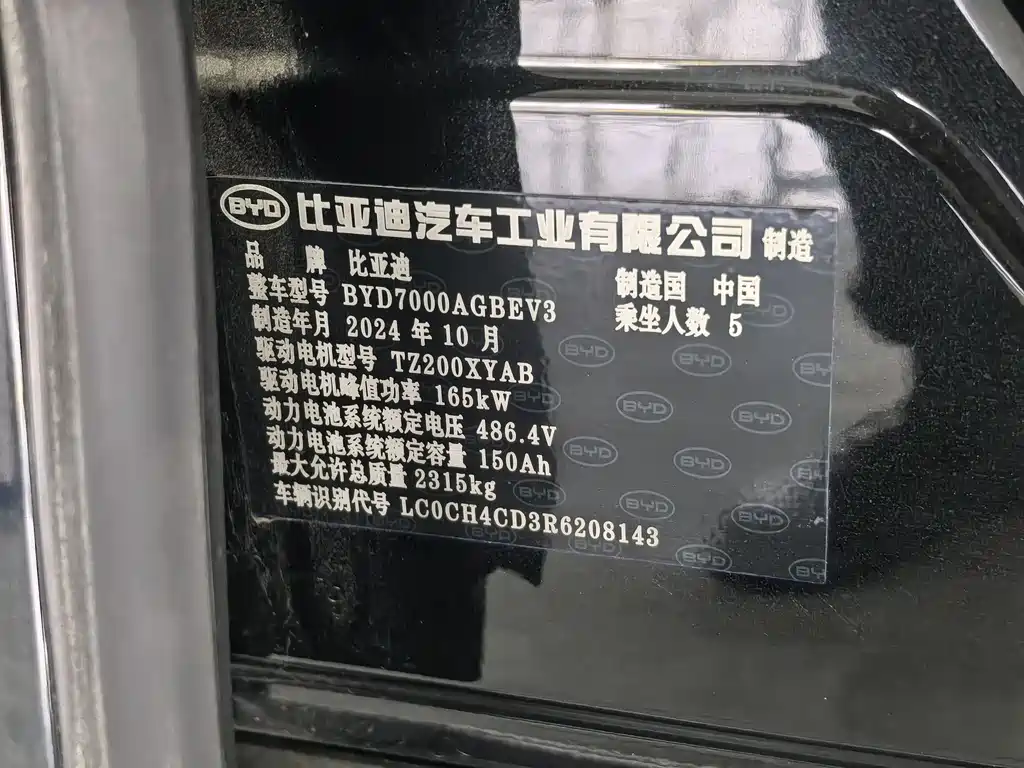 BYD 比亚迪汽车工业有限公司 制造
品 牌 比亚迪
制造国 中国
整车型号 BYD7000AGBEV3
乘坐人数 5
制造年月 2024 年 10 月
驱动电机型号 TZ200XYAB
驱动电机峰值功率 165kW
动力电池系统额定电压 486.4V
动力电池系统额定容量 150Ah
最大允许总质量 2315kg
车辆识别代号 LC0CH4CD3R6208143